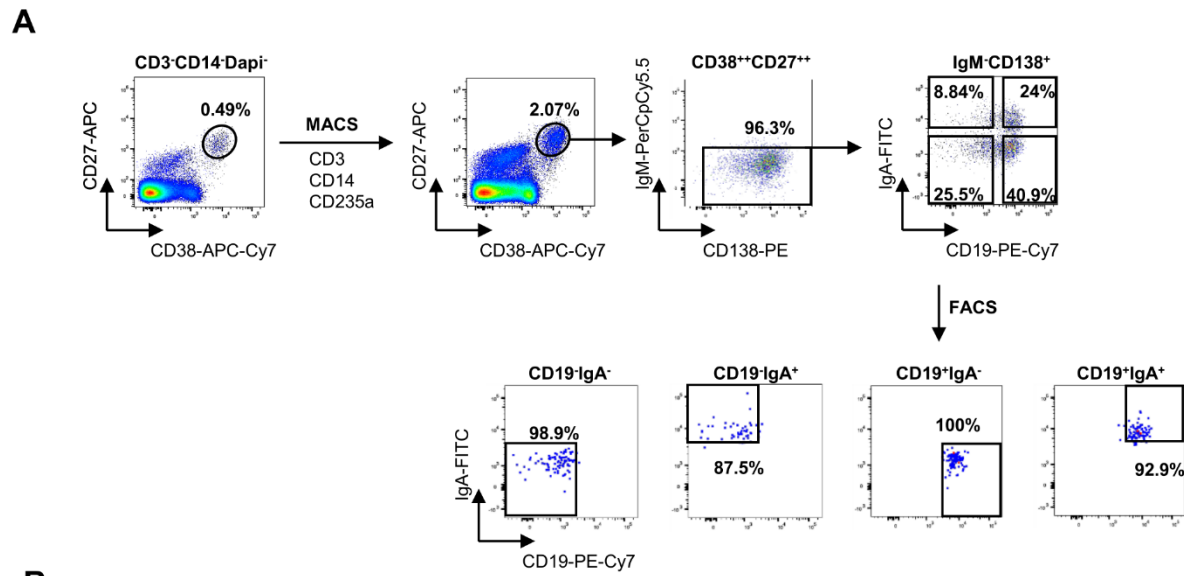 A
CD3-CD14-Dapi-
0.49%
CD27-APC
CD38-APC-Cy7
MACS
CD3
CD14
CD235a
2.07%
CD27-APC
CD38-APC-Cy7
CD38++CD27++
96.3%
IgM-PerCpCy5.5
CD138-PE
IgM-CD138+
8.84%
24%
25.5%
40.9%
IgA-FITC
CD19-PE-Cy7
FACS
CD19-IgA-
98.9%
IgA-FITC
CD19-PE-Cy7
CD19-IgA+
87.5%
CD19+IgA-
100%
CD19+IgA+
92.9%